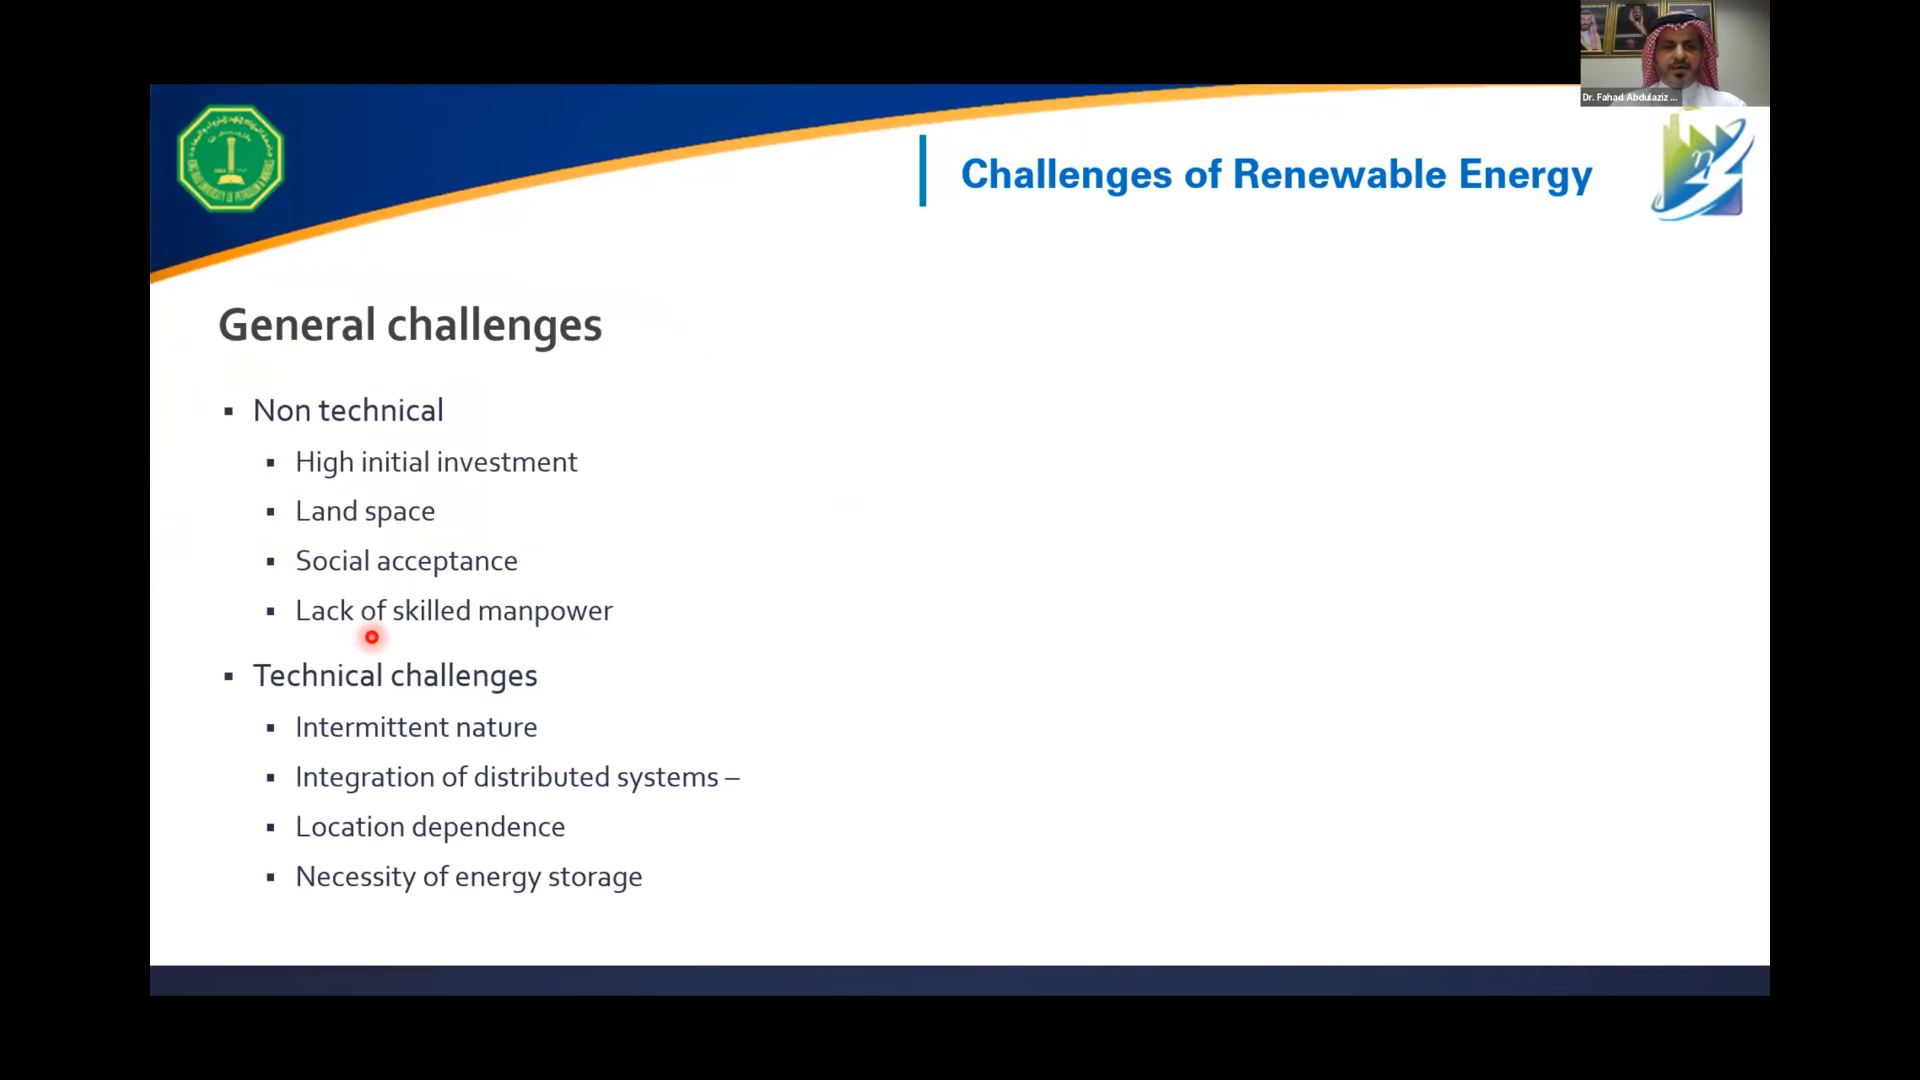 Dr. Fahad Abdulaziz ...
Challenges of Renewable Energy
General challenges
▪ Non technical
▪ High initial investment
▪ Land space
▪ Social acceptance
▪ Lack of skilled manpower
▪ Technical challenges
▪ Intermittent nature
▪ Integration of distributed systems –
▪ Location dependence
▪ Necessity of energy storage